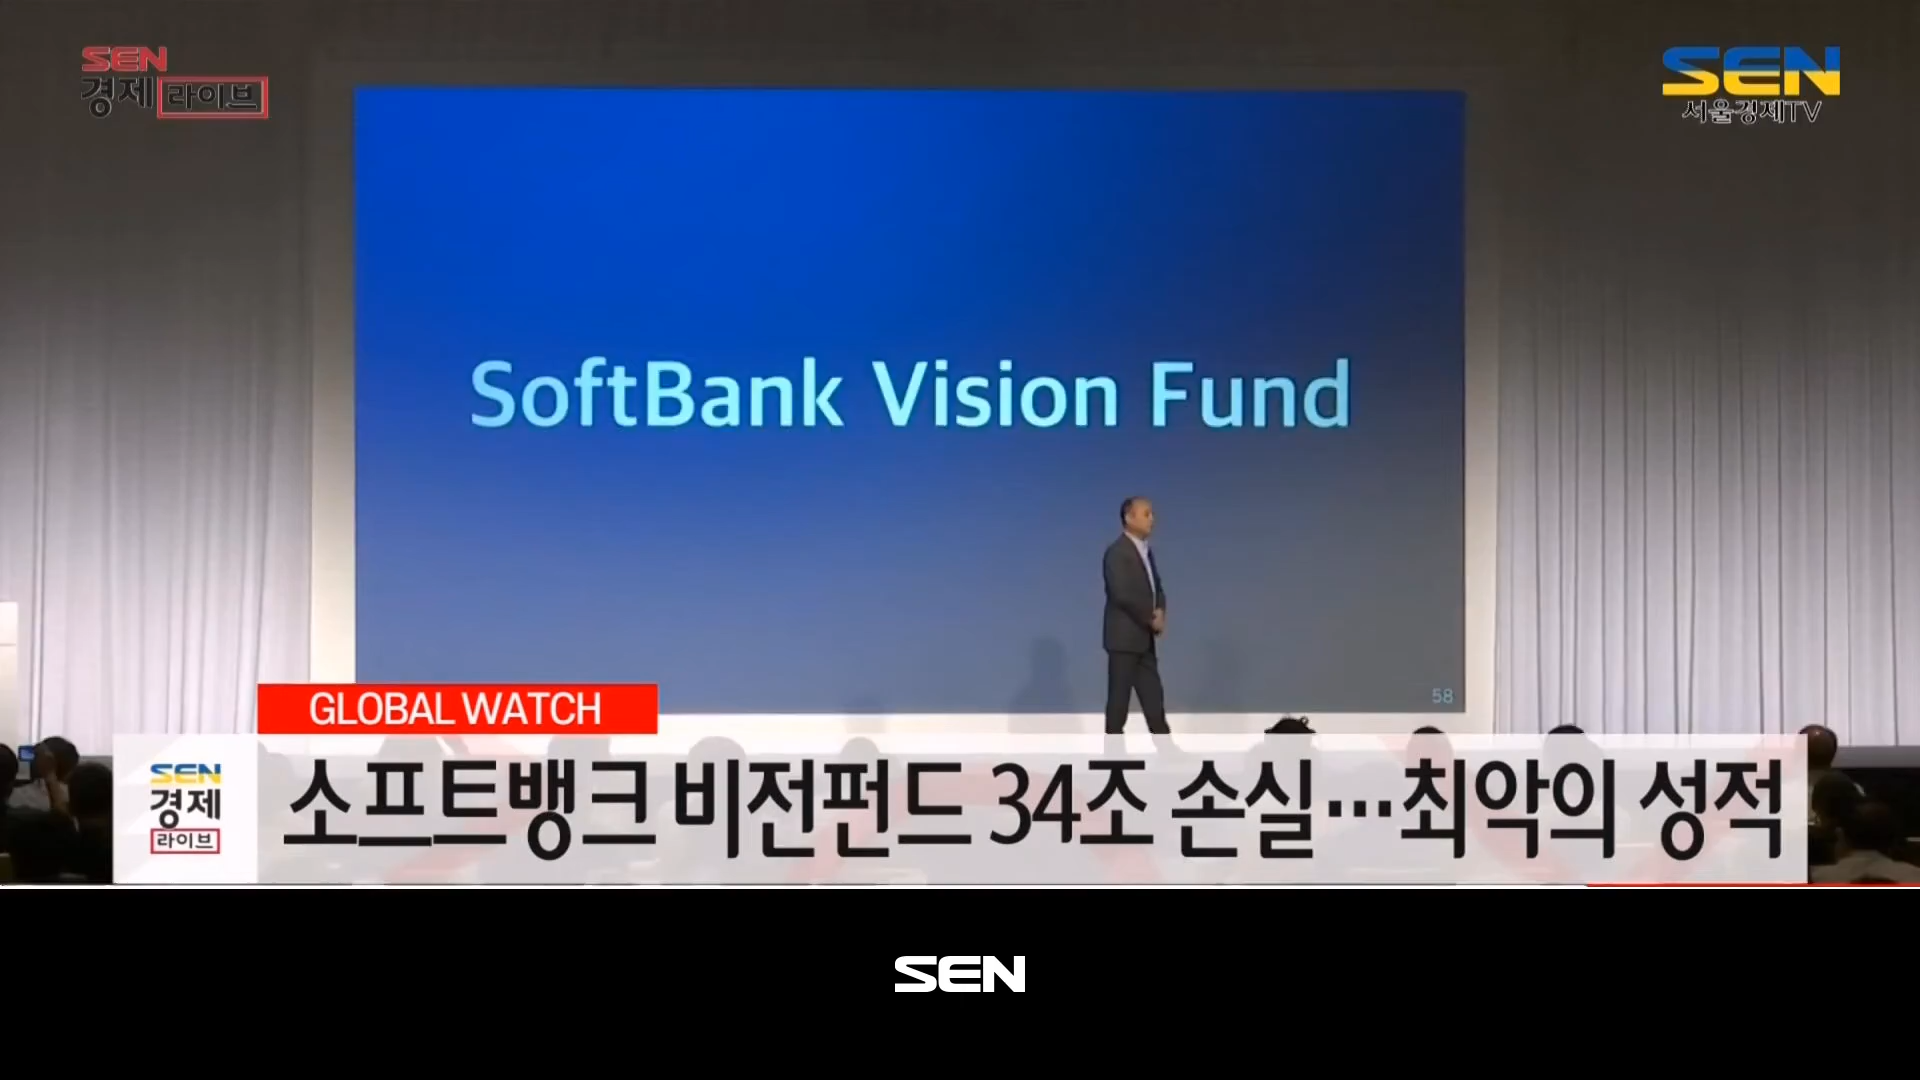 SEN
경제 라이브
SEN
서울경제TV
SoftBank Vision Fund
58
GLOBAL WATCH
SEN
경제
라이브
소프트뱅크 비전펀드 34조 손실…최악의 성적
SEN